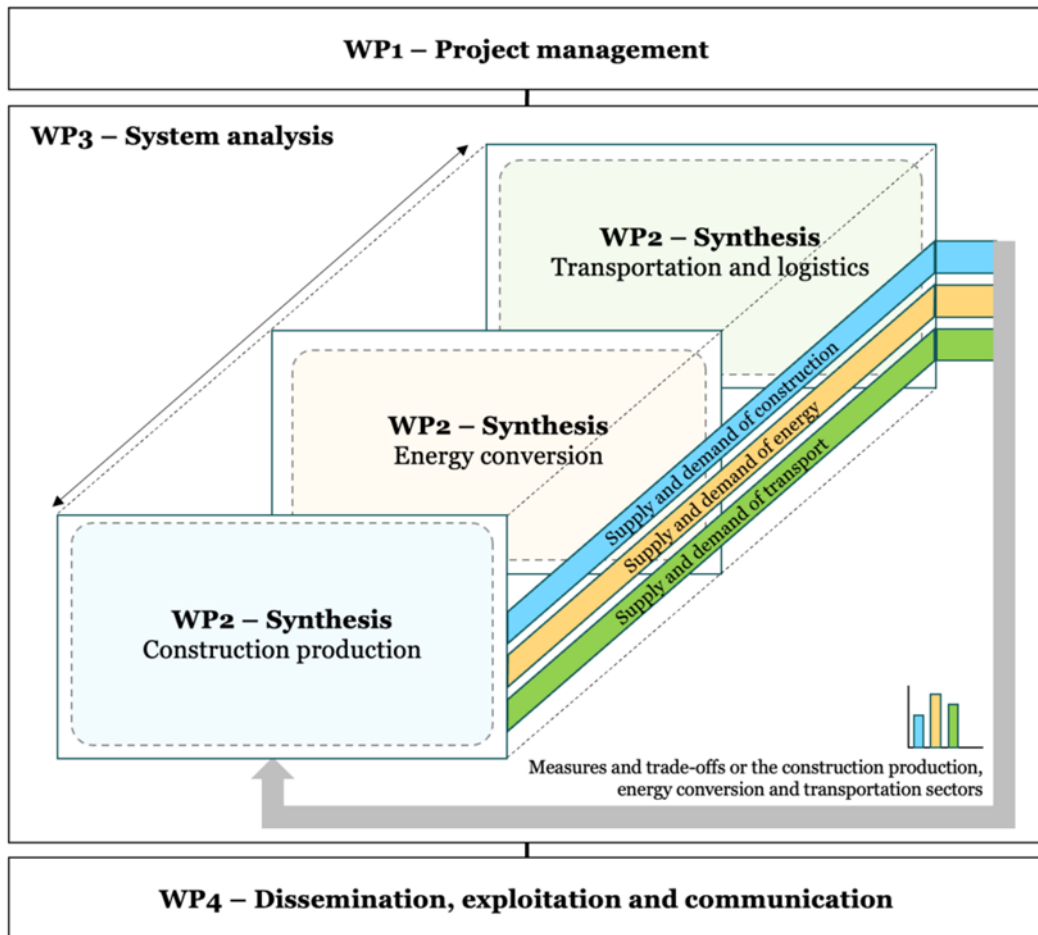 WP1 – Project management
WP3 – System analysis
WP2 – Synthesis
Transportation and logistics
WP2 – Synthesis
Energy conversion
WP2 – Synthesis
Construction production
Supply and demand of construction
Supply and demand of energy
Supply and demand of transport
Measures and trade-offs or the construction production,
energy conversion and transportation sectors
WP4 – Dissemination, exploitation and communication